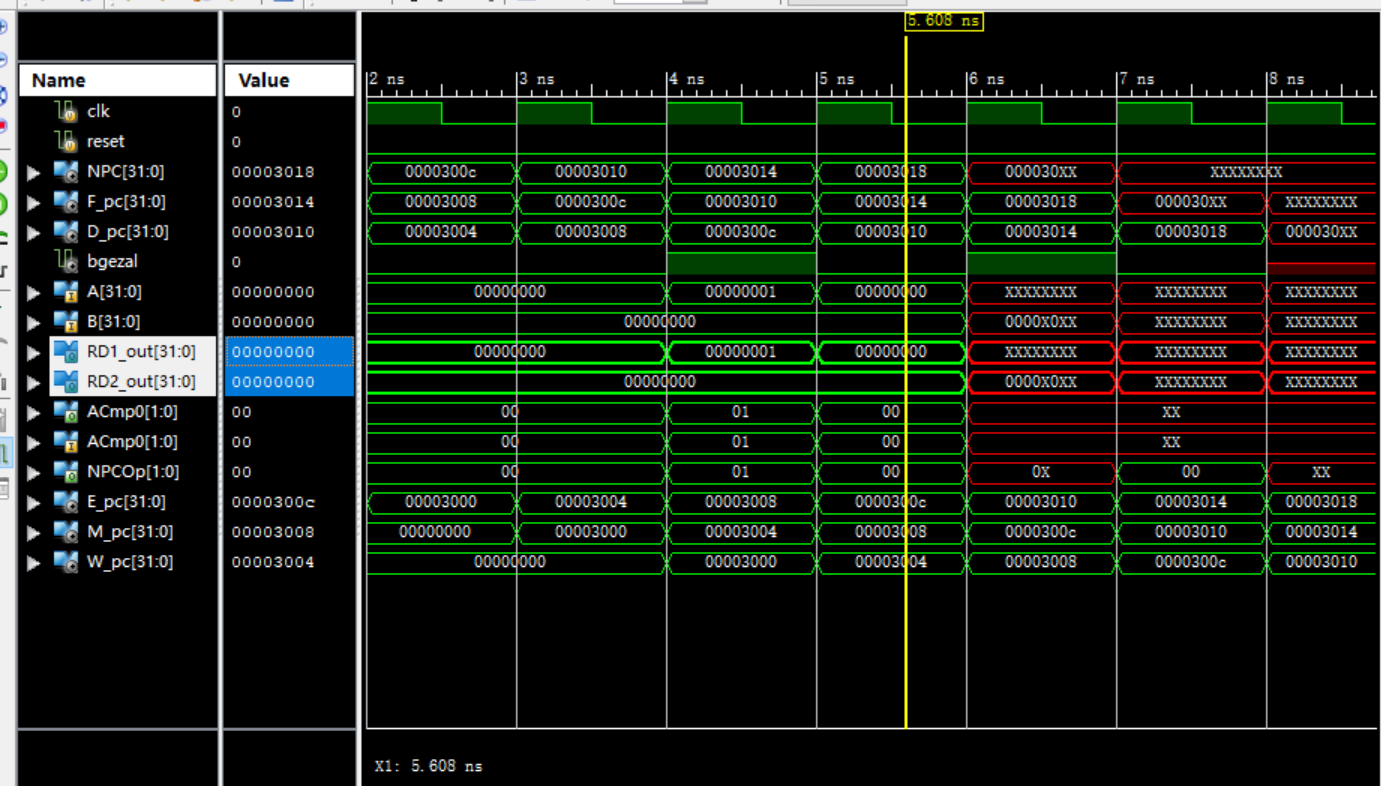 5.608 ns
Name Value 2 ns 3 ns 4 ns 5 ns 6 ns 7 ns 8 ns
clk 0
reset 0
NPC[31:0] 00003018 0000300c 00003010 00003014 00003018 000030XX XXXXXXXX
F_pc[31:0] 00003014 00003008 0000300c 00003010 00003014 00003018 000030XX XXXXXXXX
D_pc[31:0] 00003010 00003004 00003008 0000300c 00003010 00003014 00003018 000030XX
bgezal 0
A[31:0] 00000000 00000000 00000001 00000000 XXXXXXXX XXXXXXXX XXXXXXXX
B[31:0] 00000000 00000000 0000X0XX XXXXXXXX XXXXXXXX
RD1_out[31:0] 00000000 00000000 00000001 00000000 XXXXXXXX XXXXXXXX XXXXXXXX
RD2_out[31:0] 00000000 00000000 0000X0XX XXXXXXXX XXXXXXXX
ACmp0[1:0] 00 00 01 00 XX
ACmp0[1:0] 00 00 01 00 XX
NPCOp[1:0] 00 00 01 00 0X 00 XX
E_pc[31:0] 0000300c 00003000 00003004 00003008 0000300c 00003010 00003014 00003018
M_pc[31:0] 00003008 00000000 00003000 00003004 00003008 0000300c 00003010 00003014
W_pc[31:0] 00003004 00000000 00003000 00003004 00003008 0000300c 00003010
X1: 5.608 ns